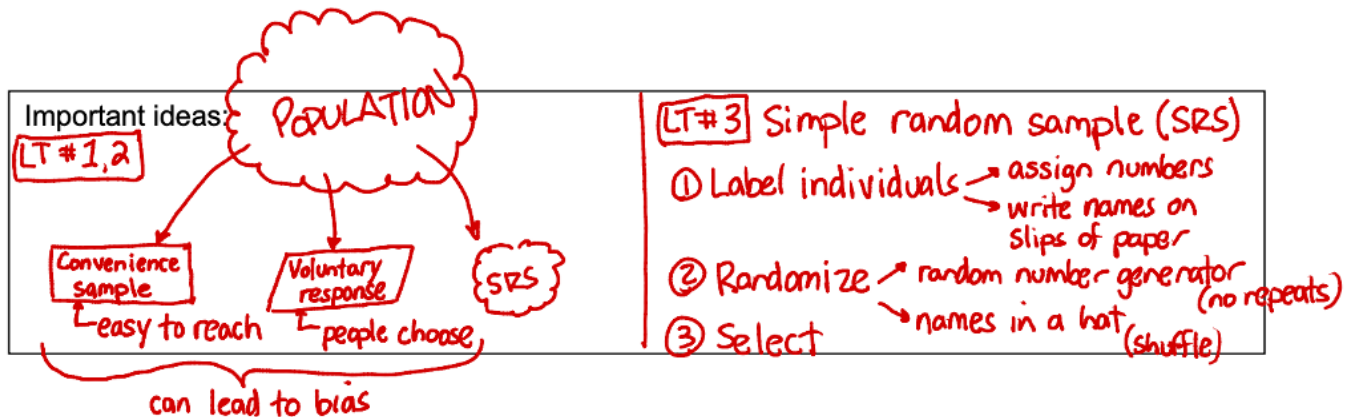 Important ideas:
POPULATION
LT #1,2
Convenience
sample
easy to reach
Voluntary
response
people choose
SRS
can lead to bias
LT#3 Simple random sample (SRS)
① Label individuals
assign numbers
write names on
slips of paper
② Randomize
random number generator
(no repeats)
names in a hat
(shuffle)
③ Select